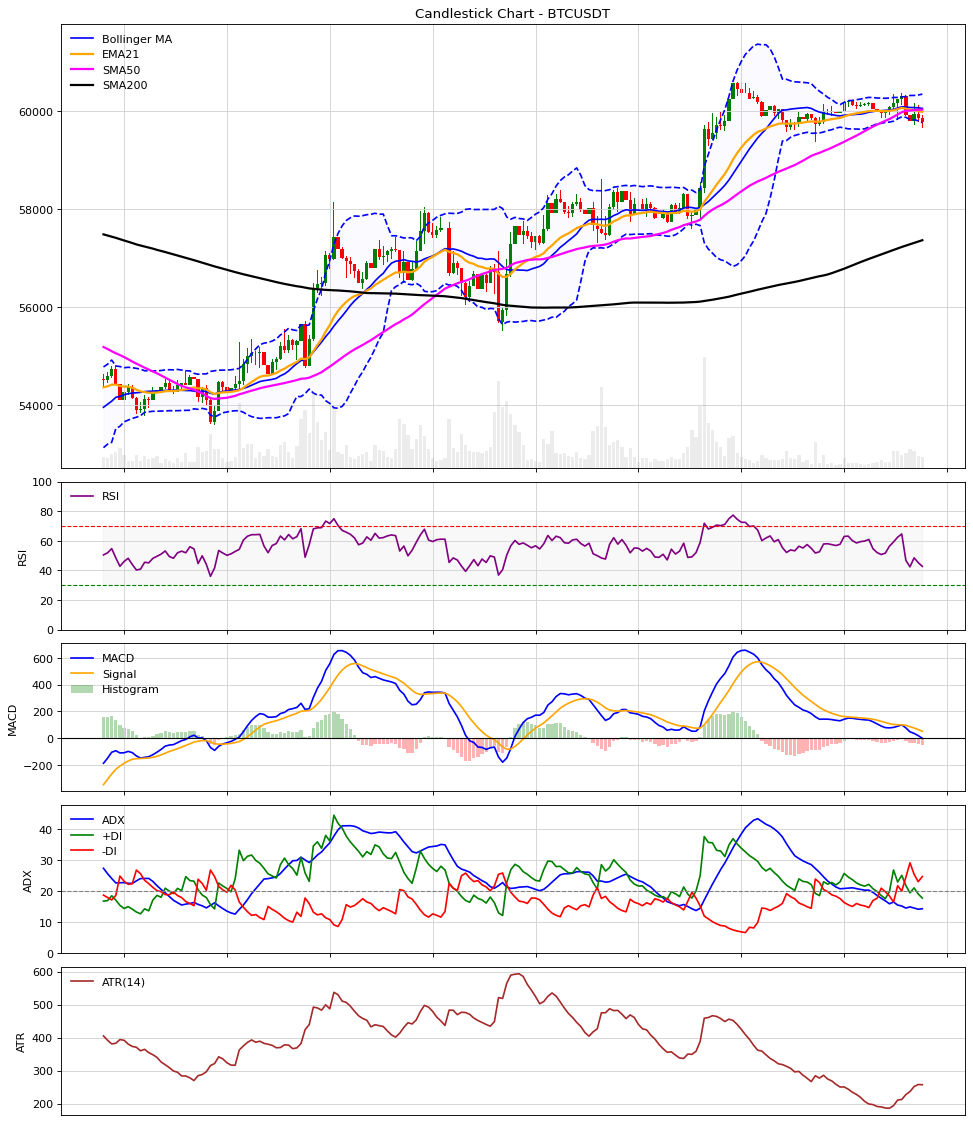 Candlestick Chart - BTCUSDT
Bollinger MA
EMA21
SMA50
SMA200
60000
58000
56000
54000
RSI
100
80
60
40
20
0
RSI
MACD
Signal
Histogram
600
400
200
0
−200
MACD
ADX
+DI
-DI
40
30
20
10
0
ADX
ATR(14)
600
500
400
300
200
ATR